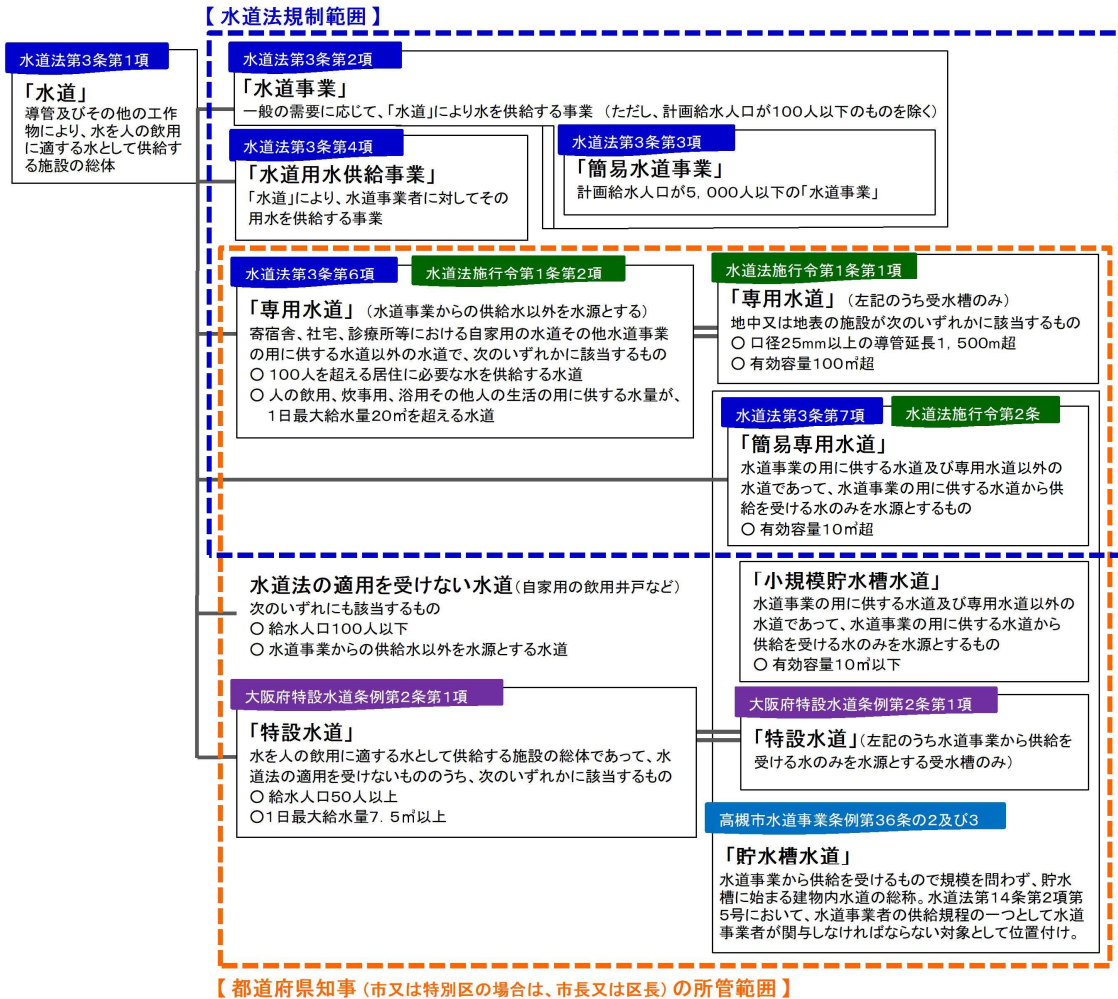 【 水道法規制範囲 】
水道法第3条第1項
「水道」
導管及びその他の工作
物により、水を人の飲用
に適する水として供給す
る施設の総体
水道法第3条第2項
「水道事業」
一般の需要に応じて、「水道」により水を供給する事業 （ただし、計画給水人口が100人以下のものを除く）
水道法第3条第4項
「水道用水供給事業」
「水道」により、水道事業者に対してその
用水を供給する事業
水道法第3条第3項
「簡易水道事業」
計画給水人口が5，000人以下の「水道事業」
水道法第3条第6項
水道法施行令第1条第2項
「専用水道」 （水道事業からの供給水以外を水源とする）
寄宿舎、社宅、診療所等における自家用の水道その他水道事業
の用に供する水道以外の水道で、次のいずれかに該当するもの
○ 100人を超える居住に必要な水を供給する水道
○ 人の飲用、炊事用、浴用その他人の生活の用に供する水量が、
1日最大給水量20㎥を超える水道
水道法施行令第1条第1項
「専用水道」 （左記のうち受水槽のみ）
地中又は地表の施設が次のいずれかに該当するもの
○ 口径25mm以上の導管延長1，500m超
○ 有効容量100㎥超
水道法第3条第7項
水道法施行令第2条
「簡易専用水道」
水道事業の用に供する水道及び専用水道以外の
水道であって、水道事業の用に供する水道から供
給を受ける水のみを水源とするもの
○ 有効容量10㎥超
水道法の適用を受けない水道（自家用の飲用井戸など）
次のいずれにも該当するもの
○ 給水人口100人以下
○ 水道事業からの供給水以外を水源とする水道
「小規模貯水槽水道」
水道事業の用に供する水道及び専用水道以外の
水道であって、水道事業の用に供する水道から
供給を受ける水のみを水源とするもの
○ 有効容量10㎥以下
大阪府特設水道条例第2条第1項
「特設水道」
水を人の飲用に適する水として供給する施設の総体であって、水
道法の適用を受けないもののうち、次のいずれかに該当するもの
○ 給水人口50人以上
○1日最大給水量7．5㎥以上
大阪府特設水道条例第2条第1項
「特設水道」（左記のうち水道事業から供給を
受ける水のみを水源とする受水槽のみ）
高槻市水道事業条例第36条の2及び3
「貯水槽水道」
水道事業から供給を受けるもので規模を問わず、貯水
槽に始まる建物内水道の総称。水道法第14条第2項第
5号において、水道事業者の供給規程の一つとして水道
事業者が関与しなければならない対象として位置付け。
【 都道府県知事 （市又は特別区の場合は、市長又は区長） の所管範囲 】